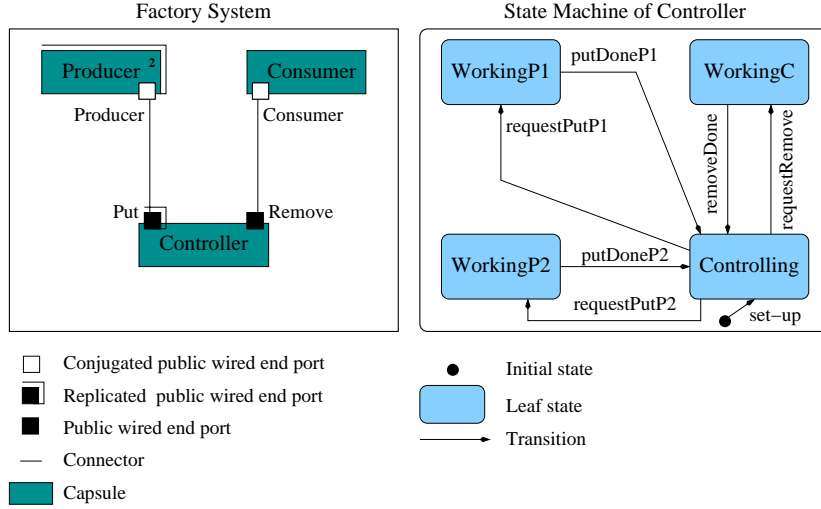 Factory System
Producer 2
Consumer
Producer
Consumer
Put
Remove
Controller
State Machine of Controller
WorkingP1
putDoneP1
WorkingC
requestPutP1
removeDone
requestRemove
WorkingP2
putDoneP2
Controlling
requestPutP2
set-up
Conjugated public wired end port
Replicated public wired end port
Public wired end port
Connector
Capsule
Initial state
Leaf state
Transition